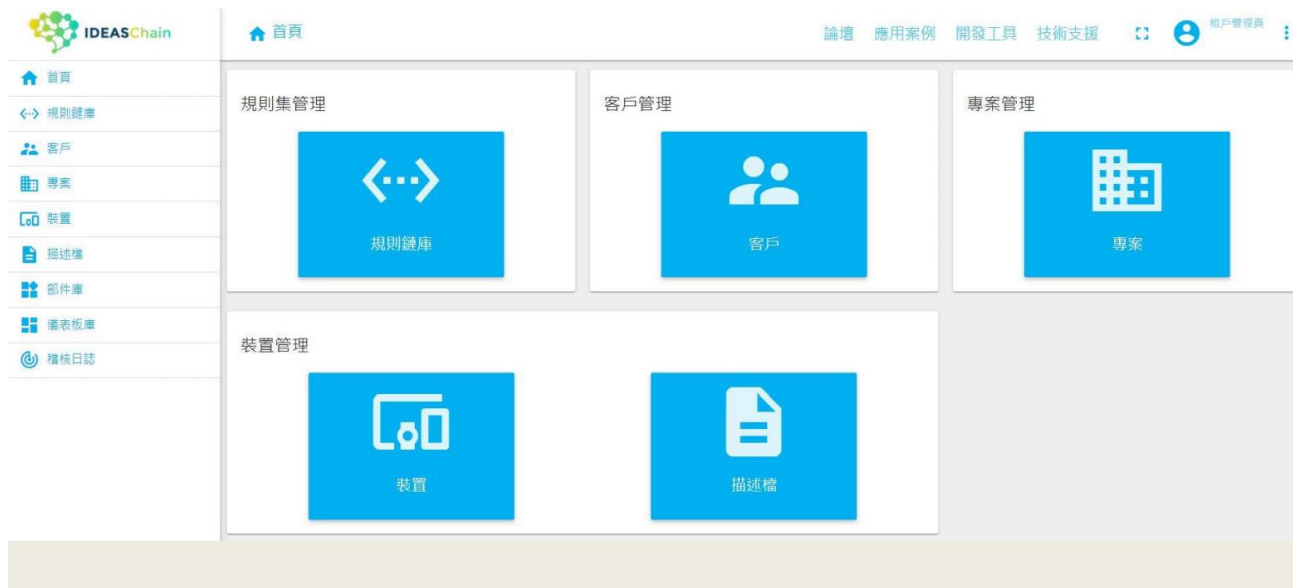 IDEASChain
首頁
論壇 應用案例 開發工具 技術支援
租戶管理員
首頁
規則鏈庫
客戶
專案
裝置
描述檔
部件庫
儀表板庫
稽核日誌
規則集管理
規則鏈庫
客戶管理
客戶
專案管理
專案
裝置管理
裝置
描述檔